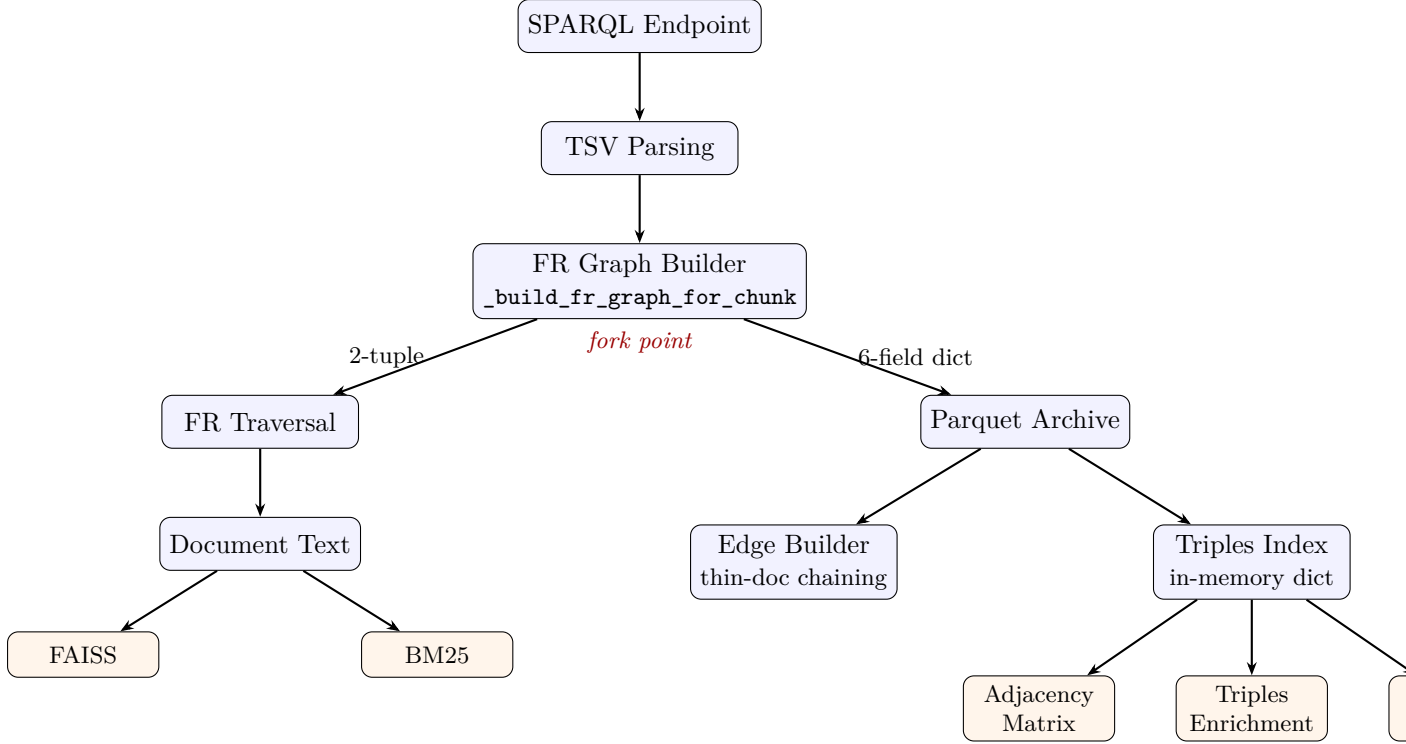 SPARQL Endpoint
TSV Parsing
FR Graph Builder
_build_fr_graph_for_chunk
fork point
2-tuple
6-field dict
FR Traversal
Parquet Archive
Document Text
Edge Builder
thin-doc chaining
Triples Index
in-memory dict
FAISS
BM25
Adjacency
Matrix
Triples
Enrichment